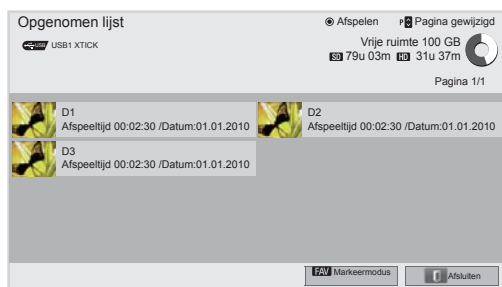 Opgenomen lijst
Afspelen P Pagina gewijzigd
USB USB1 XTICK
Vrije ruimte 100 GB
SD 79u 03m HD 31u 37m
Pagina 1/1
D1
Afspeeltijd 00:02:30 /Datum:01.01.2010
D2
Afspeeltijd 00:02:30 /Datum:01.01.2010
D3
Afspeeltijd 00:02:30 /Datum:01.01.2010
FAV Markeermodus
Afsluiten